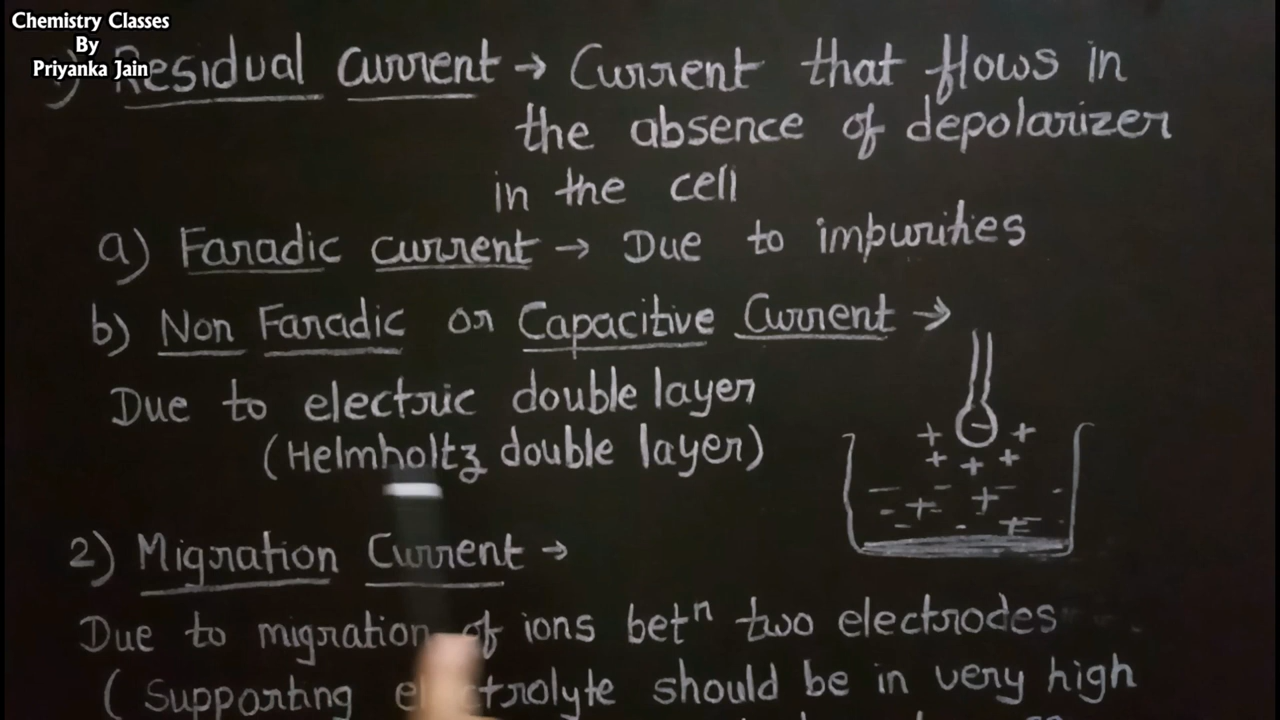 Chemistry Classes
By
Priyanka Jain
1) Residual Current → Current that flows in
the absence of depolarizer
in the cell
a) Faradic current → Due to impurities
b) Non Faradic or Capacitive Current →
Due to electric double layer
(Helmholtz double layer)
2) Migration Current →
Due to migration of ions betⁿ two electrodes
( Supporting electrolyte should be in very high